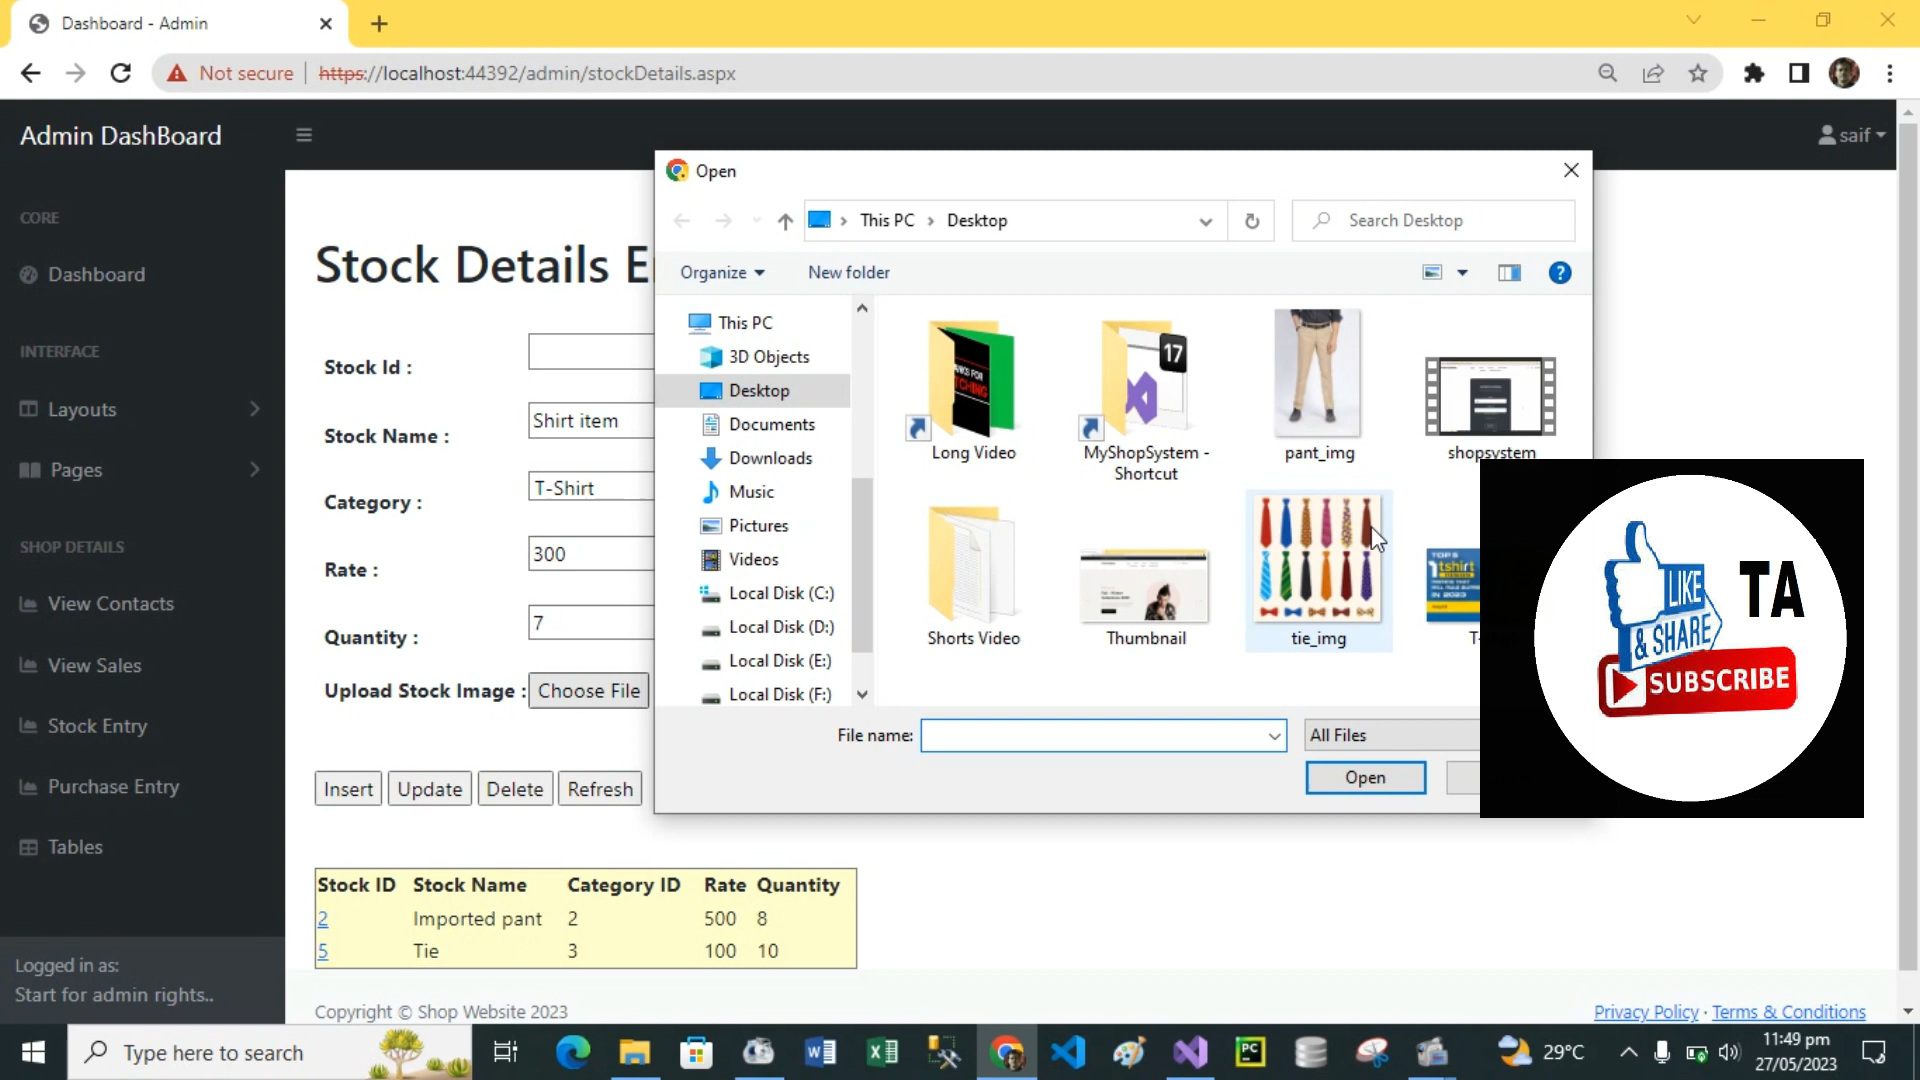 Dashboard - Admin
Not secure
https://localhost:44392/admin/stockDetails.aspx
Admin DashBoard
saif
CORE
Dashboard
INTERFACE
Layouts
Pages
SHOP DETAILS
View Contacts
View Sales
Stock Entry
Purchase Entry
Tables
Logged in as:
Start for admin rights..
Stock Details
Stock Id :
Stock Name :
Shirt item
Category :
T-Shirt
Rate :
300
Quantity :
7
Upload Stock Image :
Choose File
Insert
Update
Delete
Refresh
Stock ID Stock Name Category ID Rate Quantity
2 Imported pant 2 500 8
5 Tie 3 100 10
Copyright © Shop Website 2023
Privacy Policy · Terms & Conditions
Open
This PC
Desktop
Search Desktop
Organize
New folder
This PC
3D Objects
Desktop
Documents
Downloads
Music
Pictures
Videos
Local Disk (C:)
Local Disk (D:)
Local Disk (E:)
Local Disk (F:)
17
Long Video
MyShopSystem -
Shortcut
pant_img
shopsystem
Shorts Video
Thumbnail
tie_img
TOP 5
tshirt
IN 2023
File name:
All Files
Open
LIKE
& SHARE
TA
SUBSCRIBE
Type here to search
PC
29°C
11:49 pm
27/05/2023